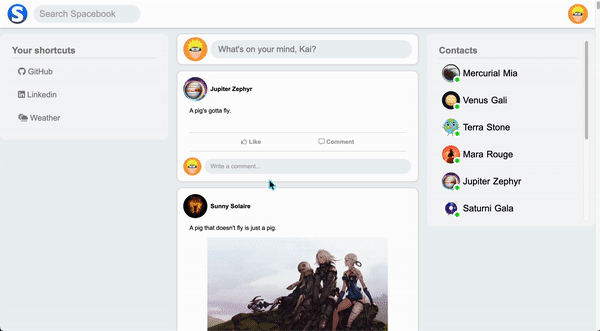 S
Search Spacebook
Your shortcuts
GitHub
Linkedin
Weather
What's on your mind, Kai?
Jupiter Zephyr
A pig's gotta fly.
Like
Comment
Write a comment...
Sunny Solaire
A pig that doesn't fly is just a pig.
Contacts
Mercurial Mia
Venus Gali
Terra Stone
Mara Rouge
Jupiter Zephyr
Saturni Gala